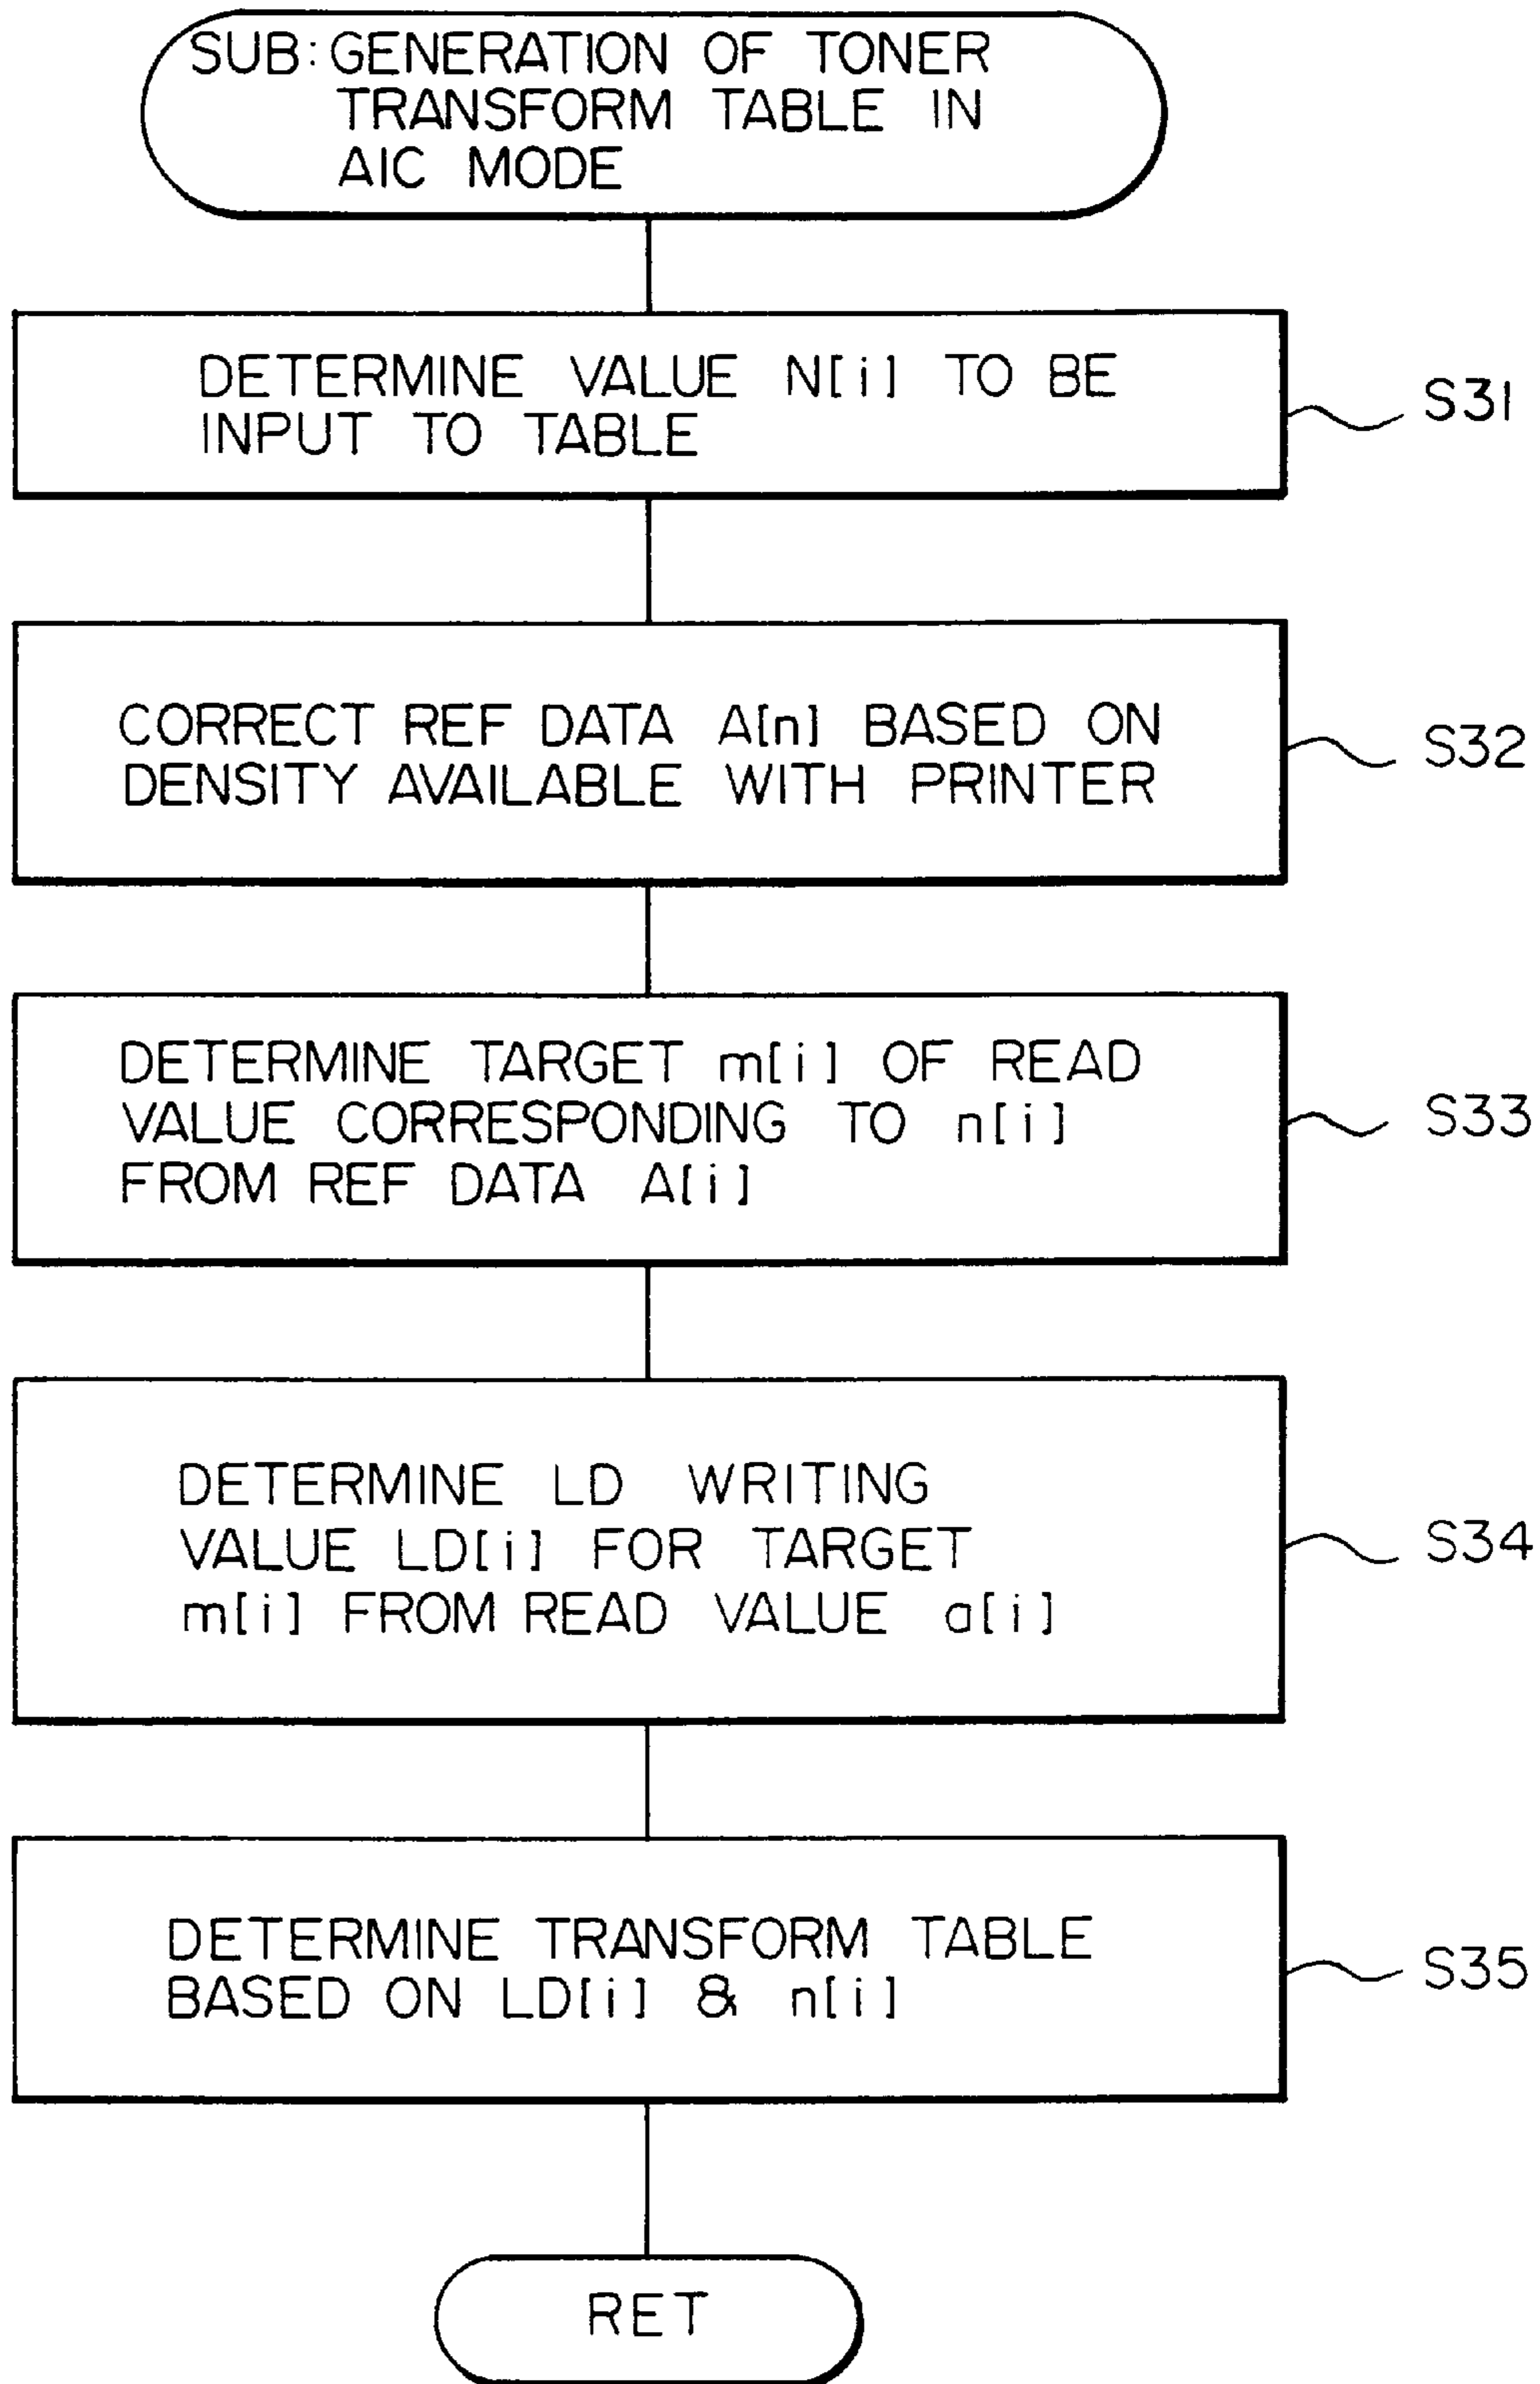 SUB: GENERATION OF TONER
TRANSFORM TABLE IN
AIC MODE
DETERMINE VALUE N[i] TO BE
INPUT TO TABLE
S31
CORRECT REF DATA A[n] BASED ON
DENSITY AVAILABLE WITH PRINTER
S32
DETERMINE TARGET m[i] OF READ
VALUE CORRESPONDING TO n[i]
FROM REF DATA A[i]
S33
DETERMINE LD WRITING
VALUE LD[i] FOR TARGET
m[i] FROM READ VALUE a[i]
S34
DETERMINE TRANSFORM TABLE
BASED ON LD[i] & n[i]
S35
RET